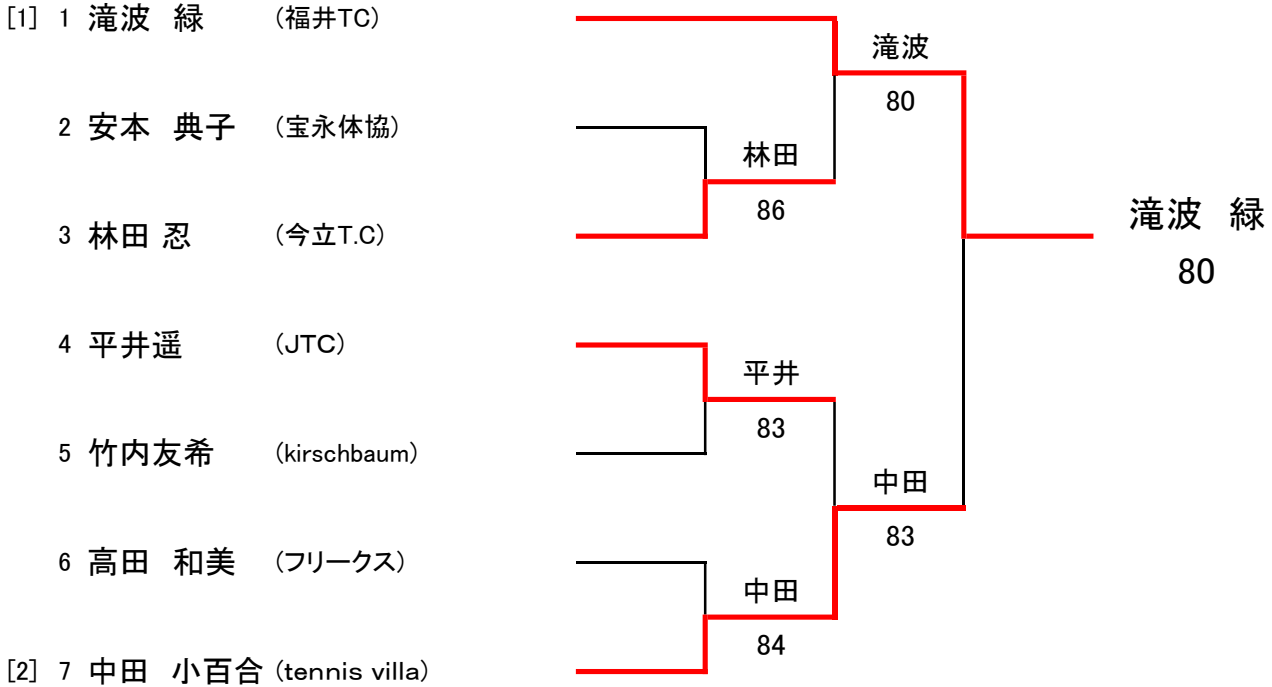 [1] 1 滝波　緑 (福井TC)
滝波
80
2 安本　典子 (宝永体協)
林田
86
3 林田 忍 (今立T.C)
滝波　緑
80
4 平井遥 (JTC)
平井
83
5 竹内友希 (kirschbaum)
中田
83
6 高田　和美 (フリークス)
中田
84
[2] 7 中田　小百合 (tennis villa)